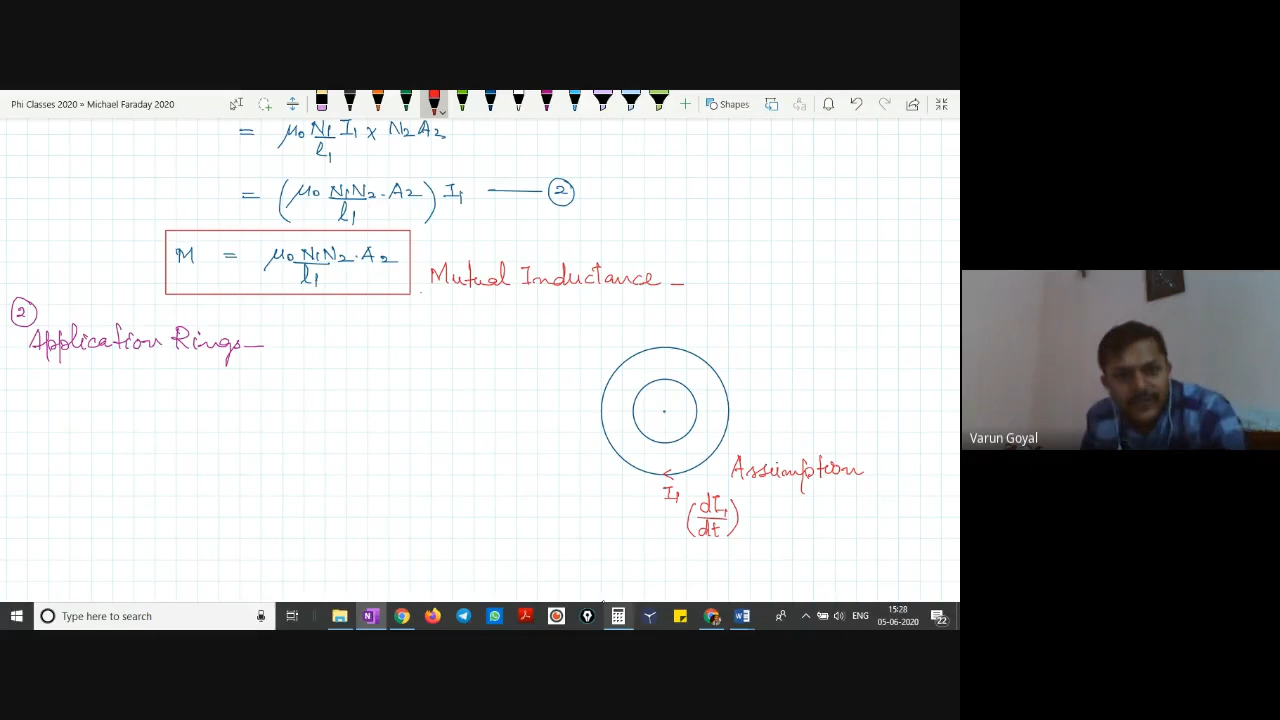 Phi Classes 2020 » Michael Faraday 2020
Shapes
= μ0 N1/l1 I1 x N2A2
= (μ0 N1N2/l1 . A2) I1 —— 2
M = μ0 N1N2/l1 . A2
Mutual Inductance –
2
Application Rings –
Assumption
I1
(dI1/dt)
Varun Goyal
Type here to search
ENG
15:28
05-06-2020
22